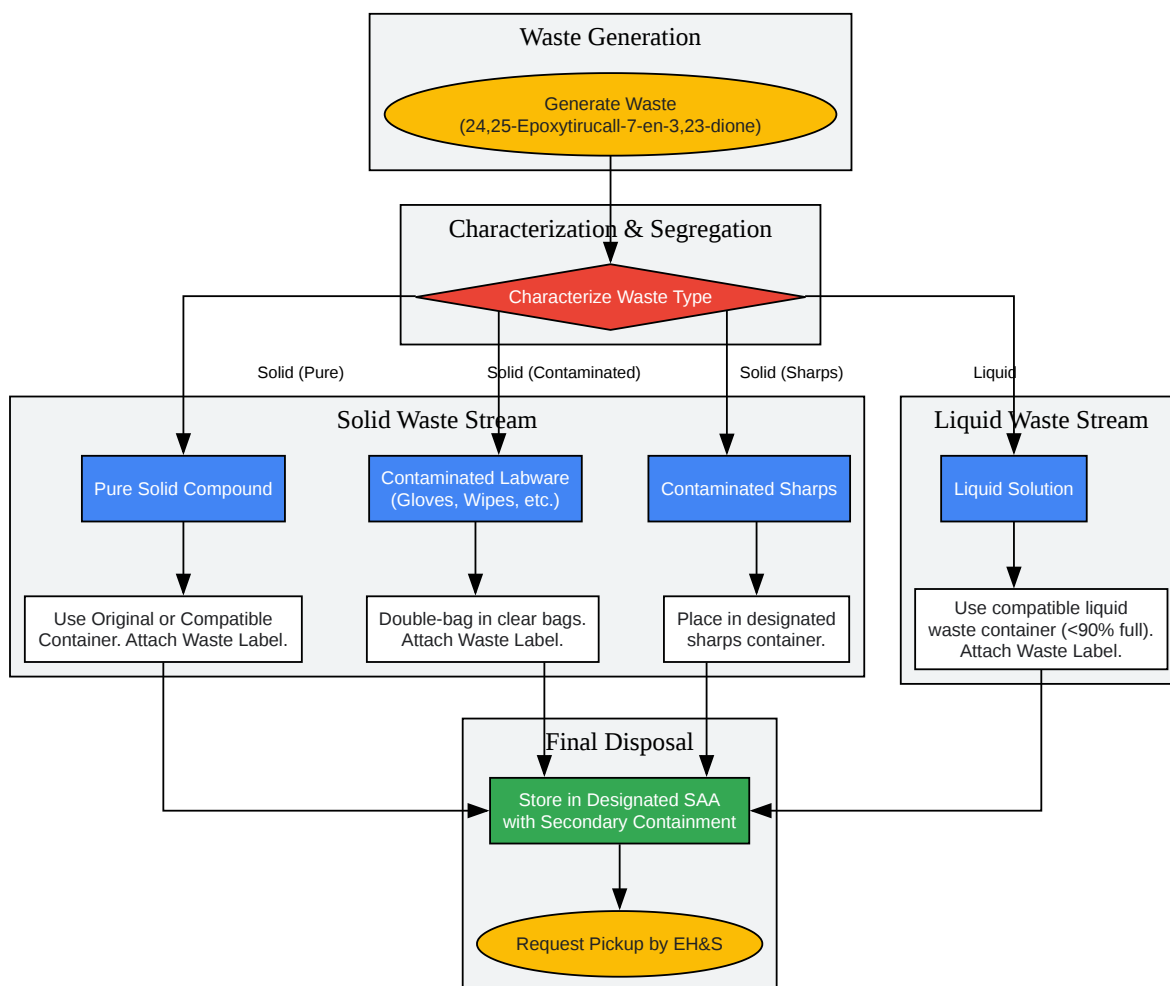 Waste Generation
Generate Waste
(24,25-Epoxytirucall-7-en-3,23-dione)
Characterization & Segregation
Characterize Waste Type
Solid (Pure)
Solid (Contaminated)
Solid (Sharps)
Liquid
Solid Waste Stream
Liquid Waste Stream
Pure Solid Compound
Contaminated Labware
(Gloves, Wipes, etc.)
Contaminated Sharps
Liquid Solution
Use Original or Compatible
Container. Attach Waste Label.
Double-bag in clear bags.
Attach Waste Label.
Place in designated
sharps container.
Use compatible liquid
waste container (<90% full).
Attach Waste Label.
Final Disposal
Store in Designated SAA
with Secondary Containment
Request Pickup by EH&S